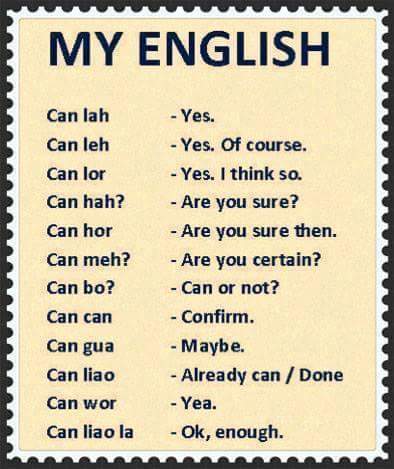 MY ENGLISH
Can lah - Yes.
Can leh - Yes. Of course.
Can lor - Yes. I think so.
Can hah? - Are you sure?
Can hor - Are you sure then.
Can meh? - Are you certain?
Can bo? - Can or not?
Can can - Confirm.
Can gua - Maybe.
Can liao - Already can / Done
Can wor - Yea.
Can liao la - Ok, enough.